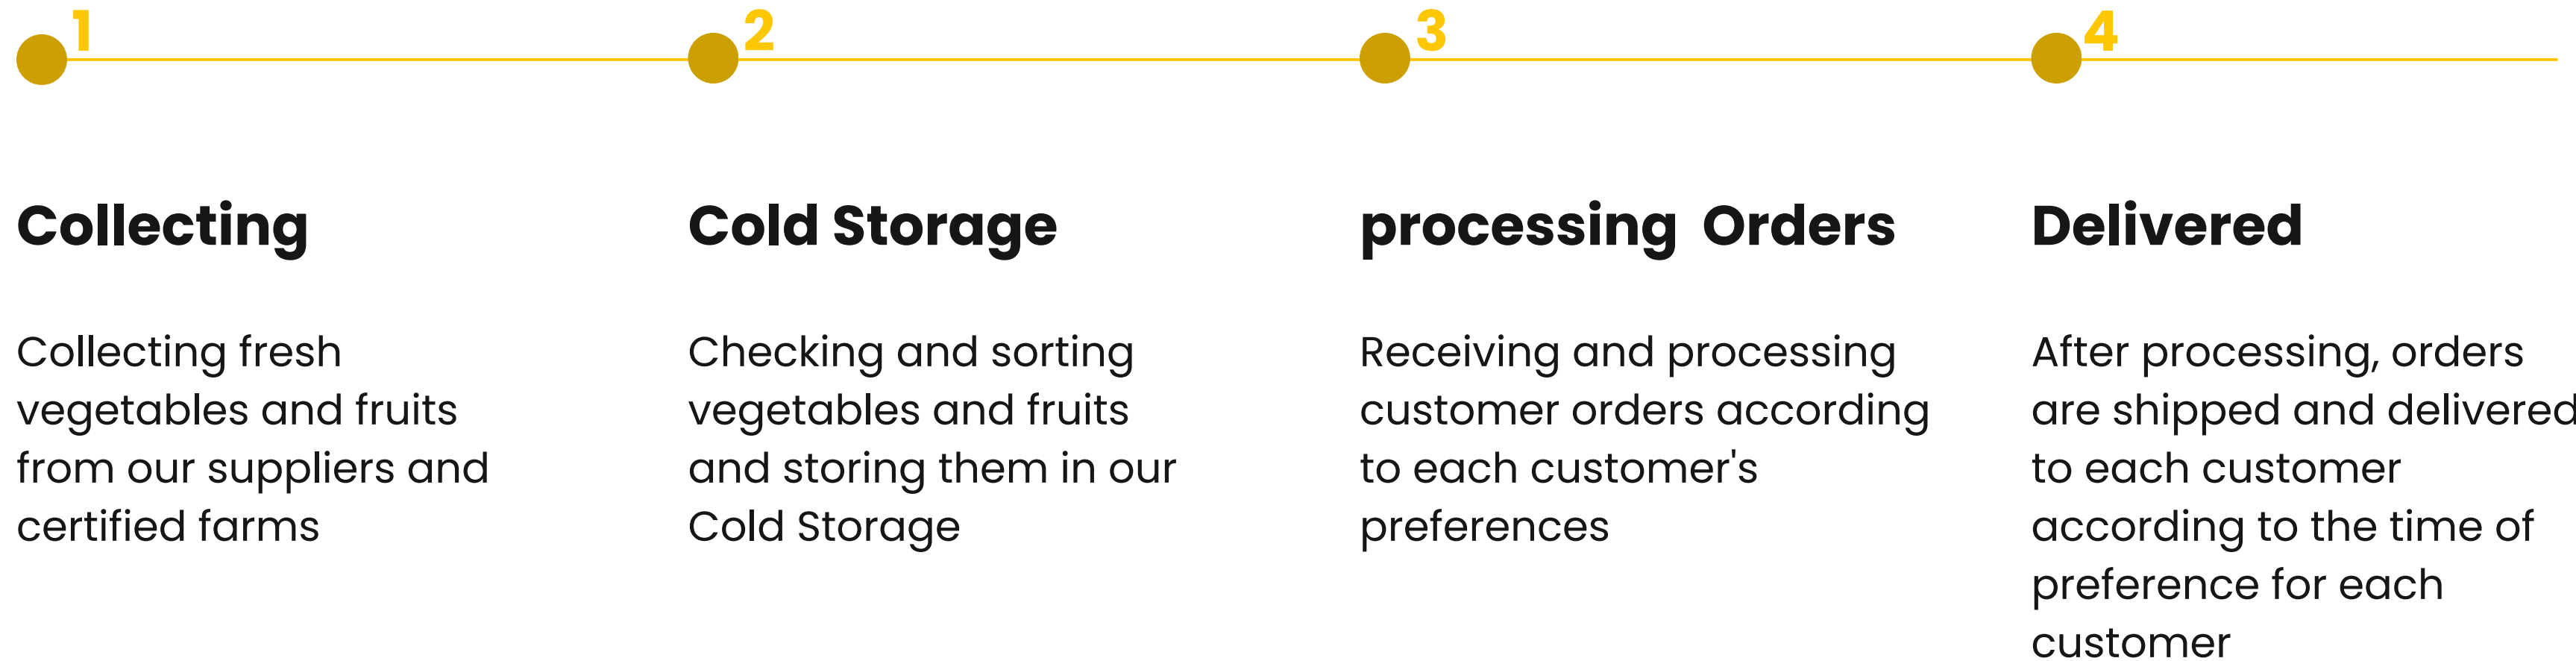 1
2
3
4
Collecting
Collecting fresh
vegetables and fruits
from our suppliers and
certified farms
Cold Storage
Checking and sorting
vegetables and fruits
and storing them in our
Cold Storage
processing  Orders
Receiving and processing
customer orders according
to each customer's
preferences
Delivered
After processing, orders
are shipped and delivered
to each customer
according to the time of
preference for each
customer